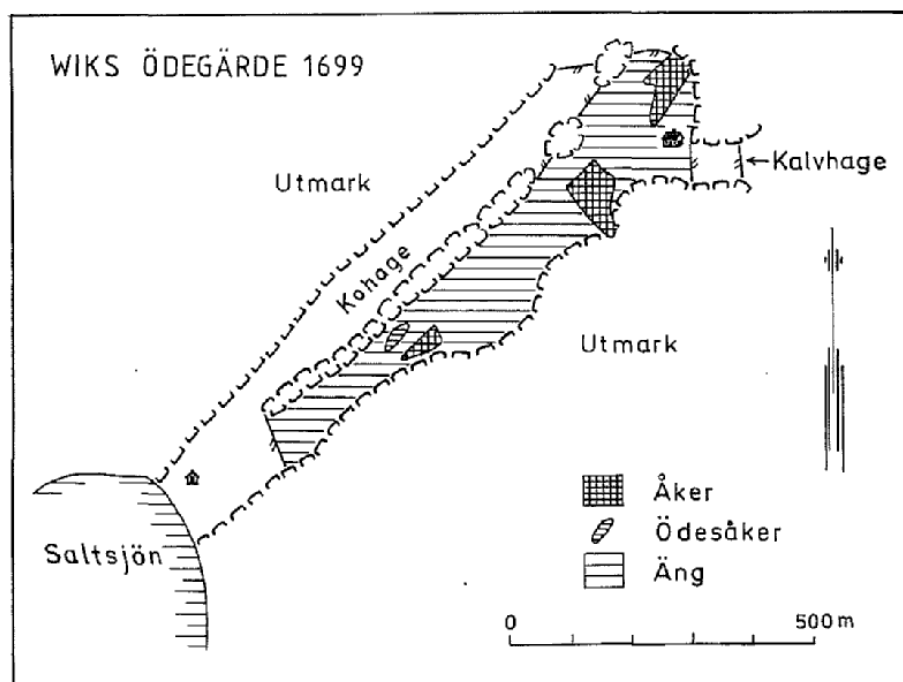 WIKS ÖDEGÄRDE 1699
Utmark
Kalvhage
Kohage
Utmark
Saltsjön
Åker
Ödesåker
Äng
0 500 m